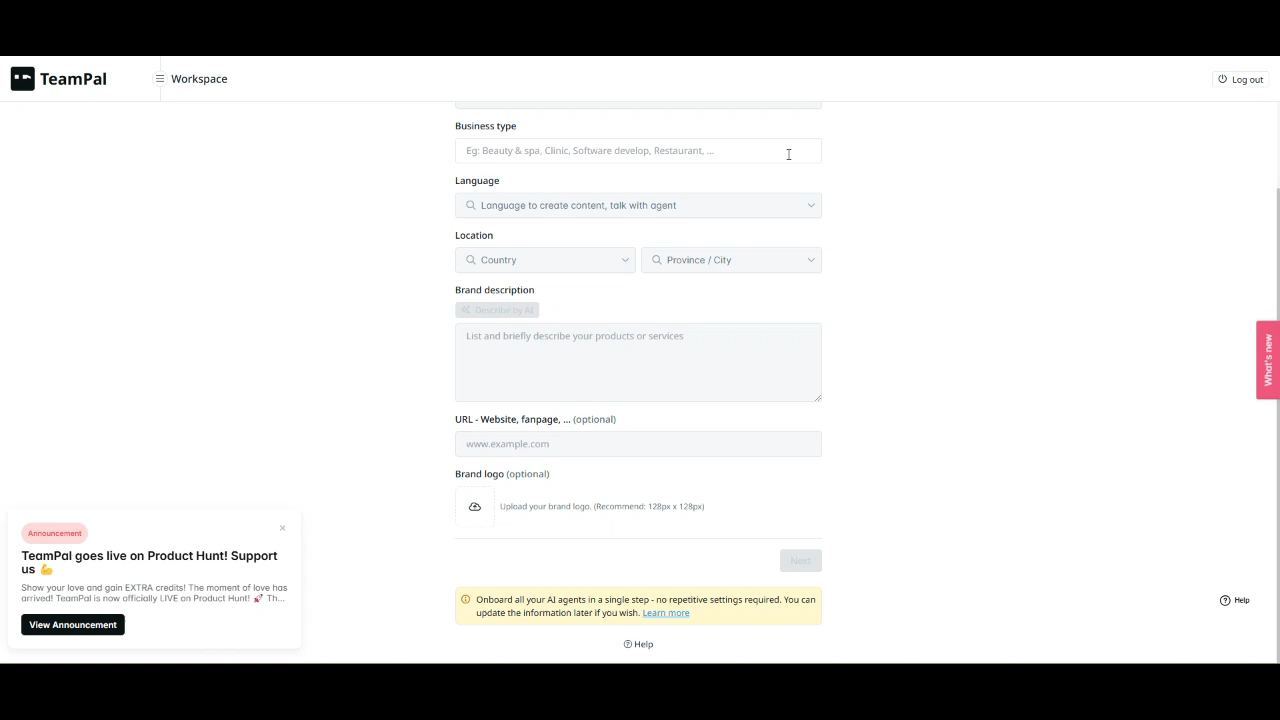 TeamPal
Workspace
Log out
Business type
Eg: Beauty & spa, Clinic, Software develop, Restaurant, ...
Language
Language to create content, talk with agent
Location
Country
Province / City
Brand description
Describe by AI
List and briefly describe your products or services
URL - Website, fanpage, ... (optional)
www.example.com
Brand logo (optional)
Upload your brand logo. (Recommend: 128px x 128px)
Next
Onboard all your AI agents in a single step - no repetitive settings required. You can
update the information later if you wish. Learn more
Help
What's new
Help
Announcement
TeamPal goes live on Product Hunt! Support
us 💪
Show your love and gain EXTRA credits! The moment of love has
arrived! TeamPal is now officially LIVE on Product Hunt! 🚀 Th...
View Announcement